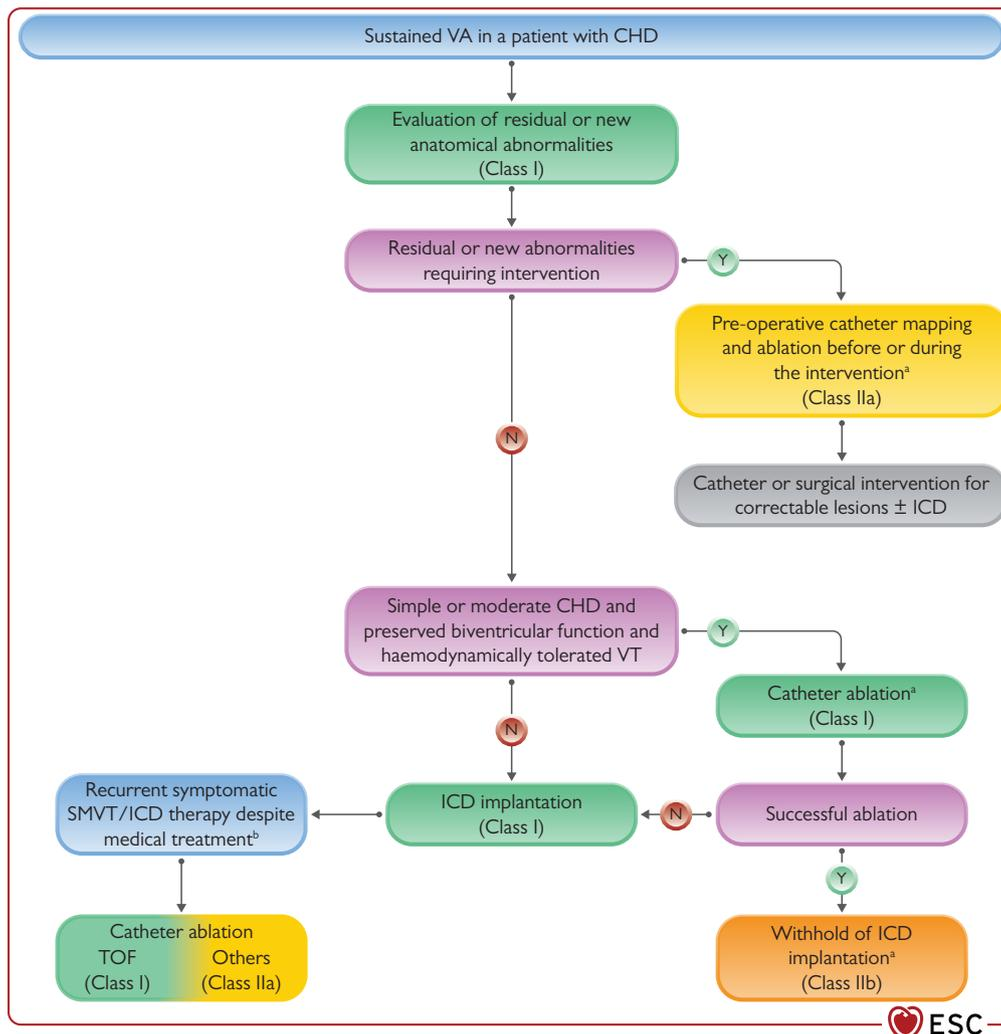 Sustained VA in a patient with CHD
Evaluation of residual or new
anatomical abnormalities
(Class I)
Residual or new abnormalities
requiring intervention
Y
Pre-operative catheter mapping
and ablation before or during
the interventionᵃ
(Class IIa)
N
Catheter or surgical intervention for
correctable lesions ± ICD
Simple or moderate CHD and
preserved biventricular function and
haemodynamically tolerated VT
Y
Catheter ablationᵃ
(Class I)
N
Recurrent symptomatic
SMVT/ICD therapy despite
medical treatmentᵇ
ICD implantation
(Class I)
N
Successful ablation
Y
Catheter ablation
TOF Others
(Class I) (Class IIa)
Withhold of ICD
implantationᵃ
(Class IIb)
ESC